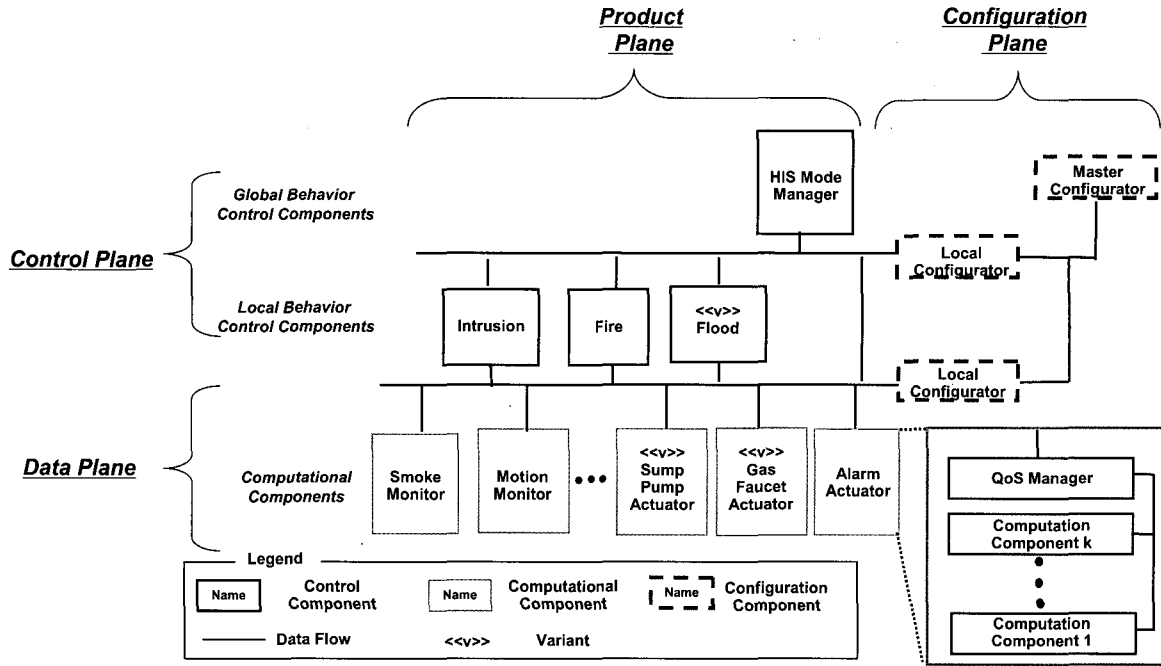 Product
Plane
Configuration
Plane
HIS Mode
Manager
Master
Configurator
Global Behavior
Control Components
Control Plane
Local
Configurator
Local Behavior
Control Components
Intrusion
Fire
<<v>>
Flood
Local
Configurator
Data Plane
Computational
Components
Smoke
Monitor
Motion
Monitor
<<v>>
Sump
Pump
Actuator
<<v>>
Gas
Faucet
Actuator
Alarm
Actuator
QoS Manager
Computation
Component k
Computation
Component 1
Legend
Name
Control
Component
Name
Computational
Component
Name
Configuration
Component
Data Flow
<<v>>
Variant